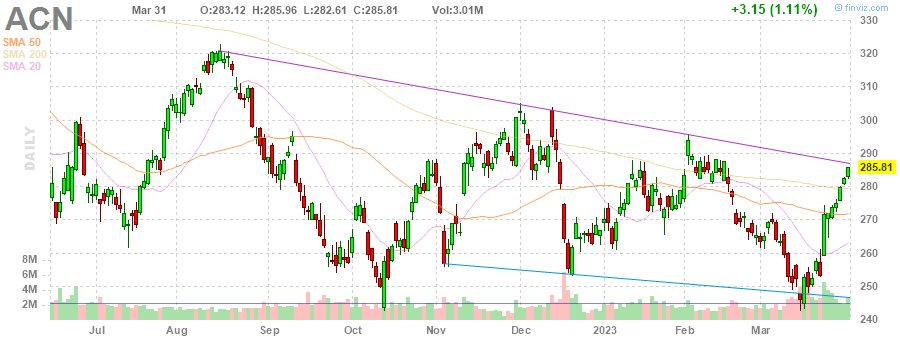 ACN Mar 31 O:283.12 H:285.96 L:282.61 C:285.81 Vol:3.01M +3.15 (1.11%) @ finviz.com
SMA 50
SMA 200
SMA 20
DAILY
330
320
310
300
290
285.81
280
270
260
250
240
8M
6M
4M
2M
Jul Aug Sep Oct Nov Dec 2023 Feb Mar